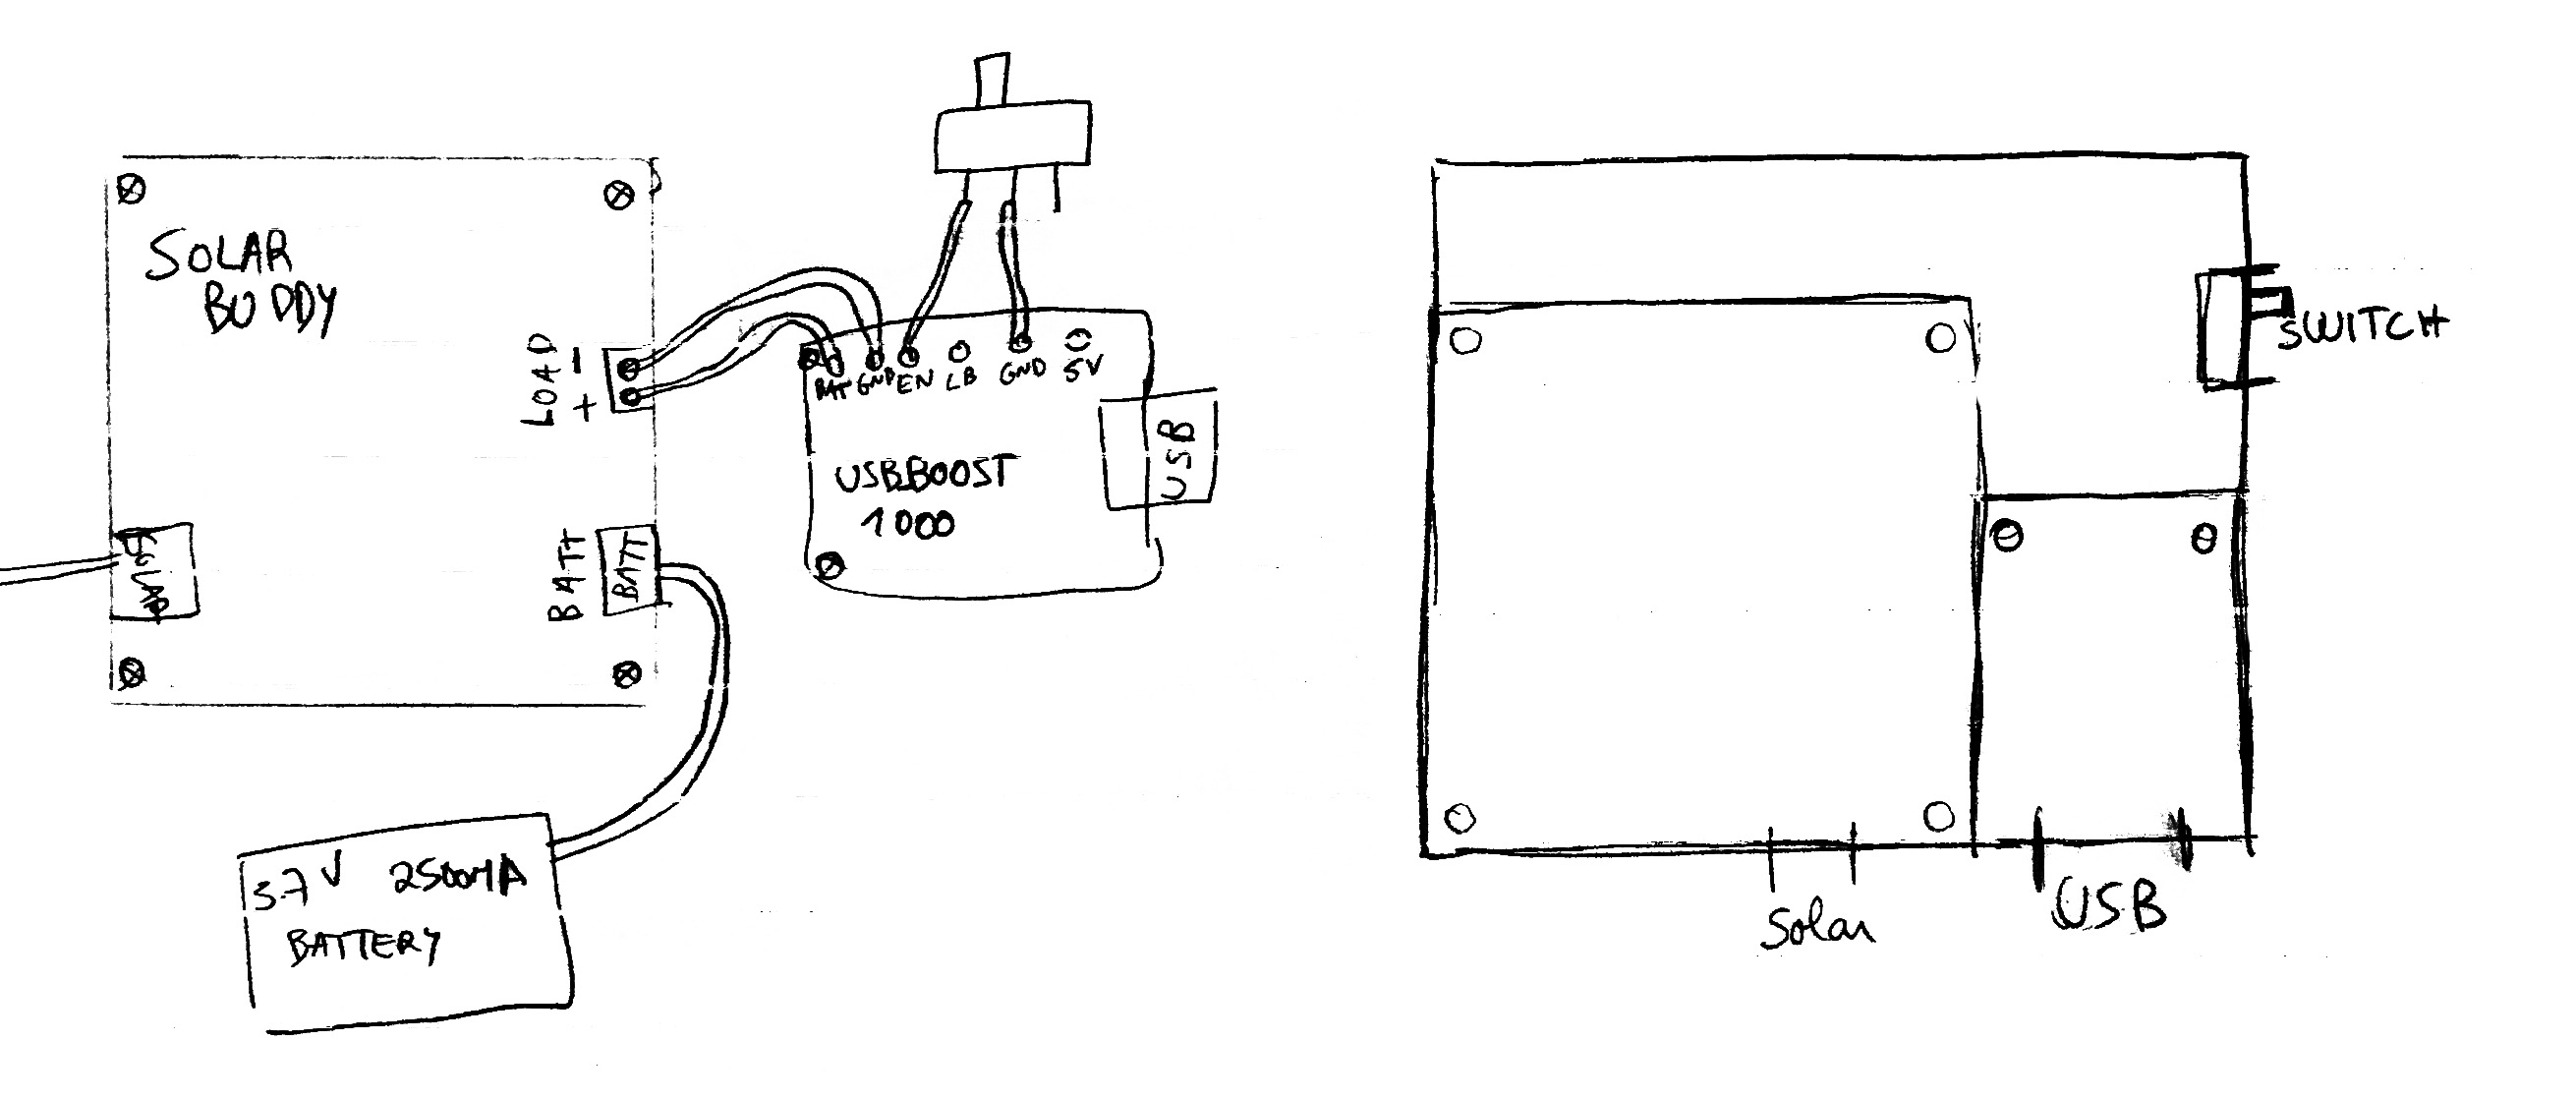 SOLAR
BUDDY
LOAD
-
+
BATT
BATT
BAT GND EN LB GND 5V
USBBOOST
1000
USB
3.7V 2500MA
BATTERY
SWITCH
Solar
USB